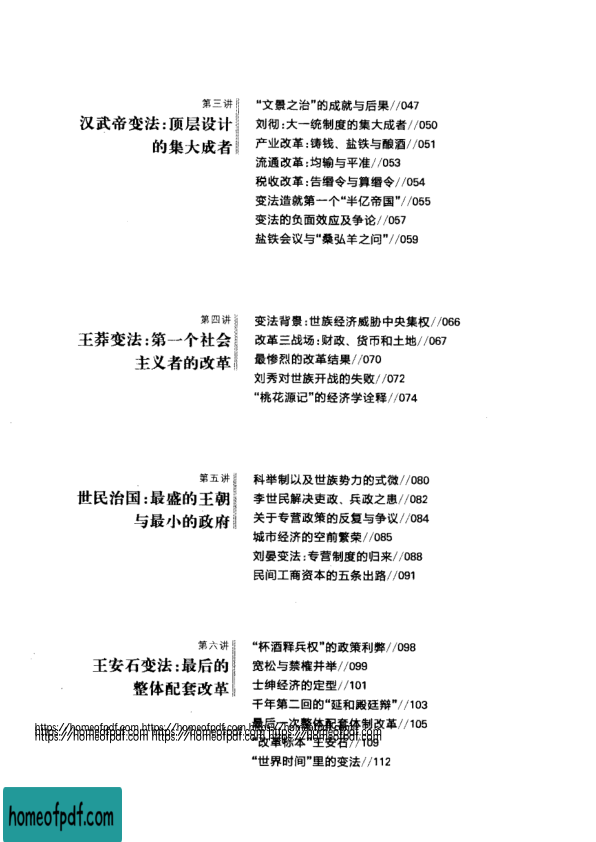 第三讲
汉武帝变法:顶层设计
的集大成者
“文景之治”的成就与后果//047
刘彻:大一统制度的集大成者//050
产业改革:铸钱、盐铁与酿酒//051
流通改革:均输与平准//053
税收改革:告缗令与算缗令//054
变法造就第一个“半亿帝国”//055
变法的负面效应及争论//057
盐铁会议与“桑弘羊之问”//059
第四讲
王莽变法:第一个社会
主义者的改革
变法背景:世族经济威胁中央集权//066
改革三战场:财政、货币和土地//067
最惨烈的改革结果//070
刘秀对世族开战的失败//072
“桃花源记”的经济学诠释//074
第五讲
世民治国:最盛的王朝
与最小的政府
科举制以及世族势力的式微//080
李世民解决吏政、兵政之患//082
关于专营政策的反复与争议//084
城市经济的空前繁荣//085
刘晏变法:专营制度的归来//088
民间工商资本的五条出路//091
第六讲
王安石变法:最后的
整体配套改革
“杯酒释兵权”的政策利弊//098
宽松与禁榷并举//099
士绅经济的定型//101
千年第二回的“延和殿廷辩”//103
最后一次整体配套体制改革//105
“改革标本”王安石//109
“世界时间”里的变法//112
https://homeofpdf.com https://homeofpdf.com https://homeofpdf.com
https://homeofpdf.com https://homeofpdf.com https://homeofpdf.com
homeofpdf.com